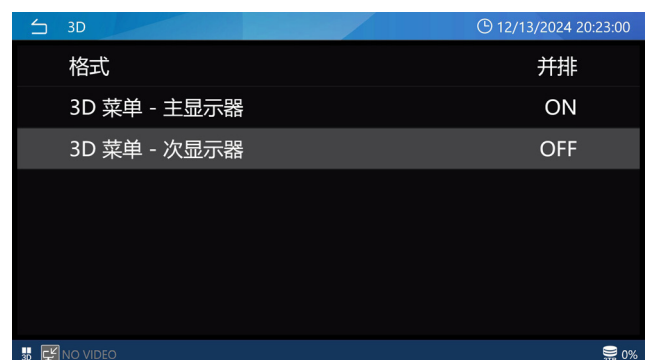 3D 12/13/2024 20:23:00
格式 并排
3D 菜单 - 主显示器 ON
3D 菜单 - 次显示器 OFF
3D NO VIDEO 0%